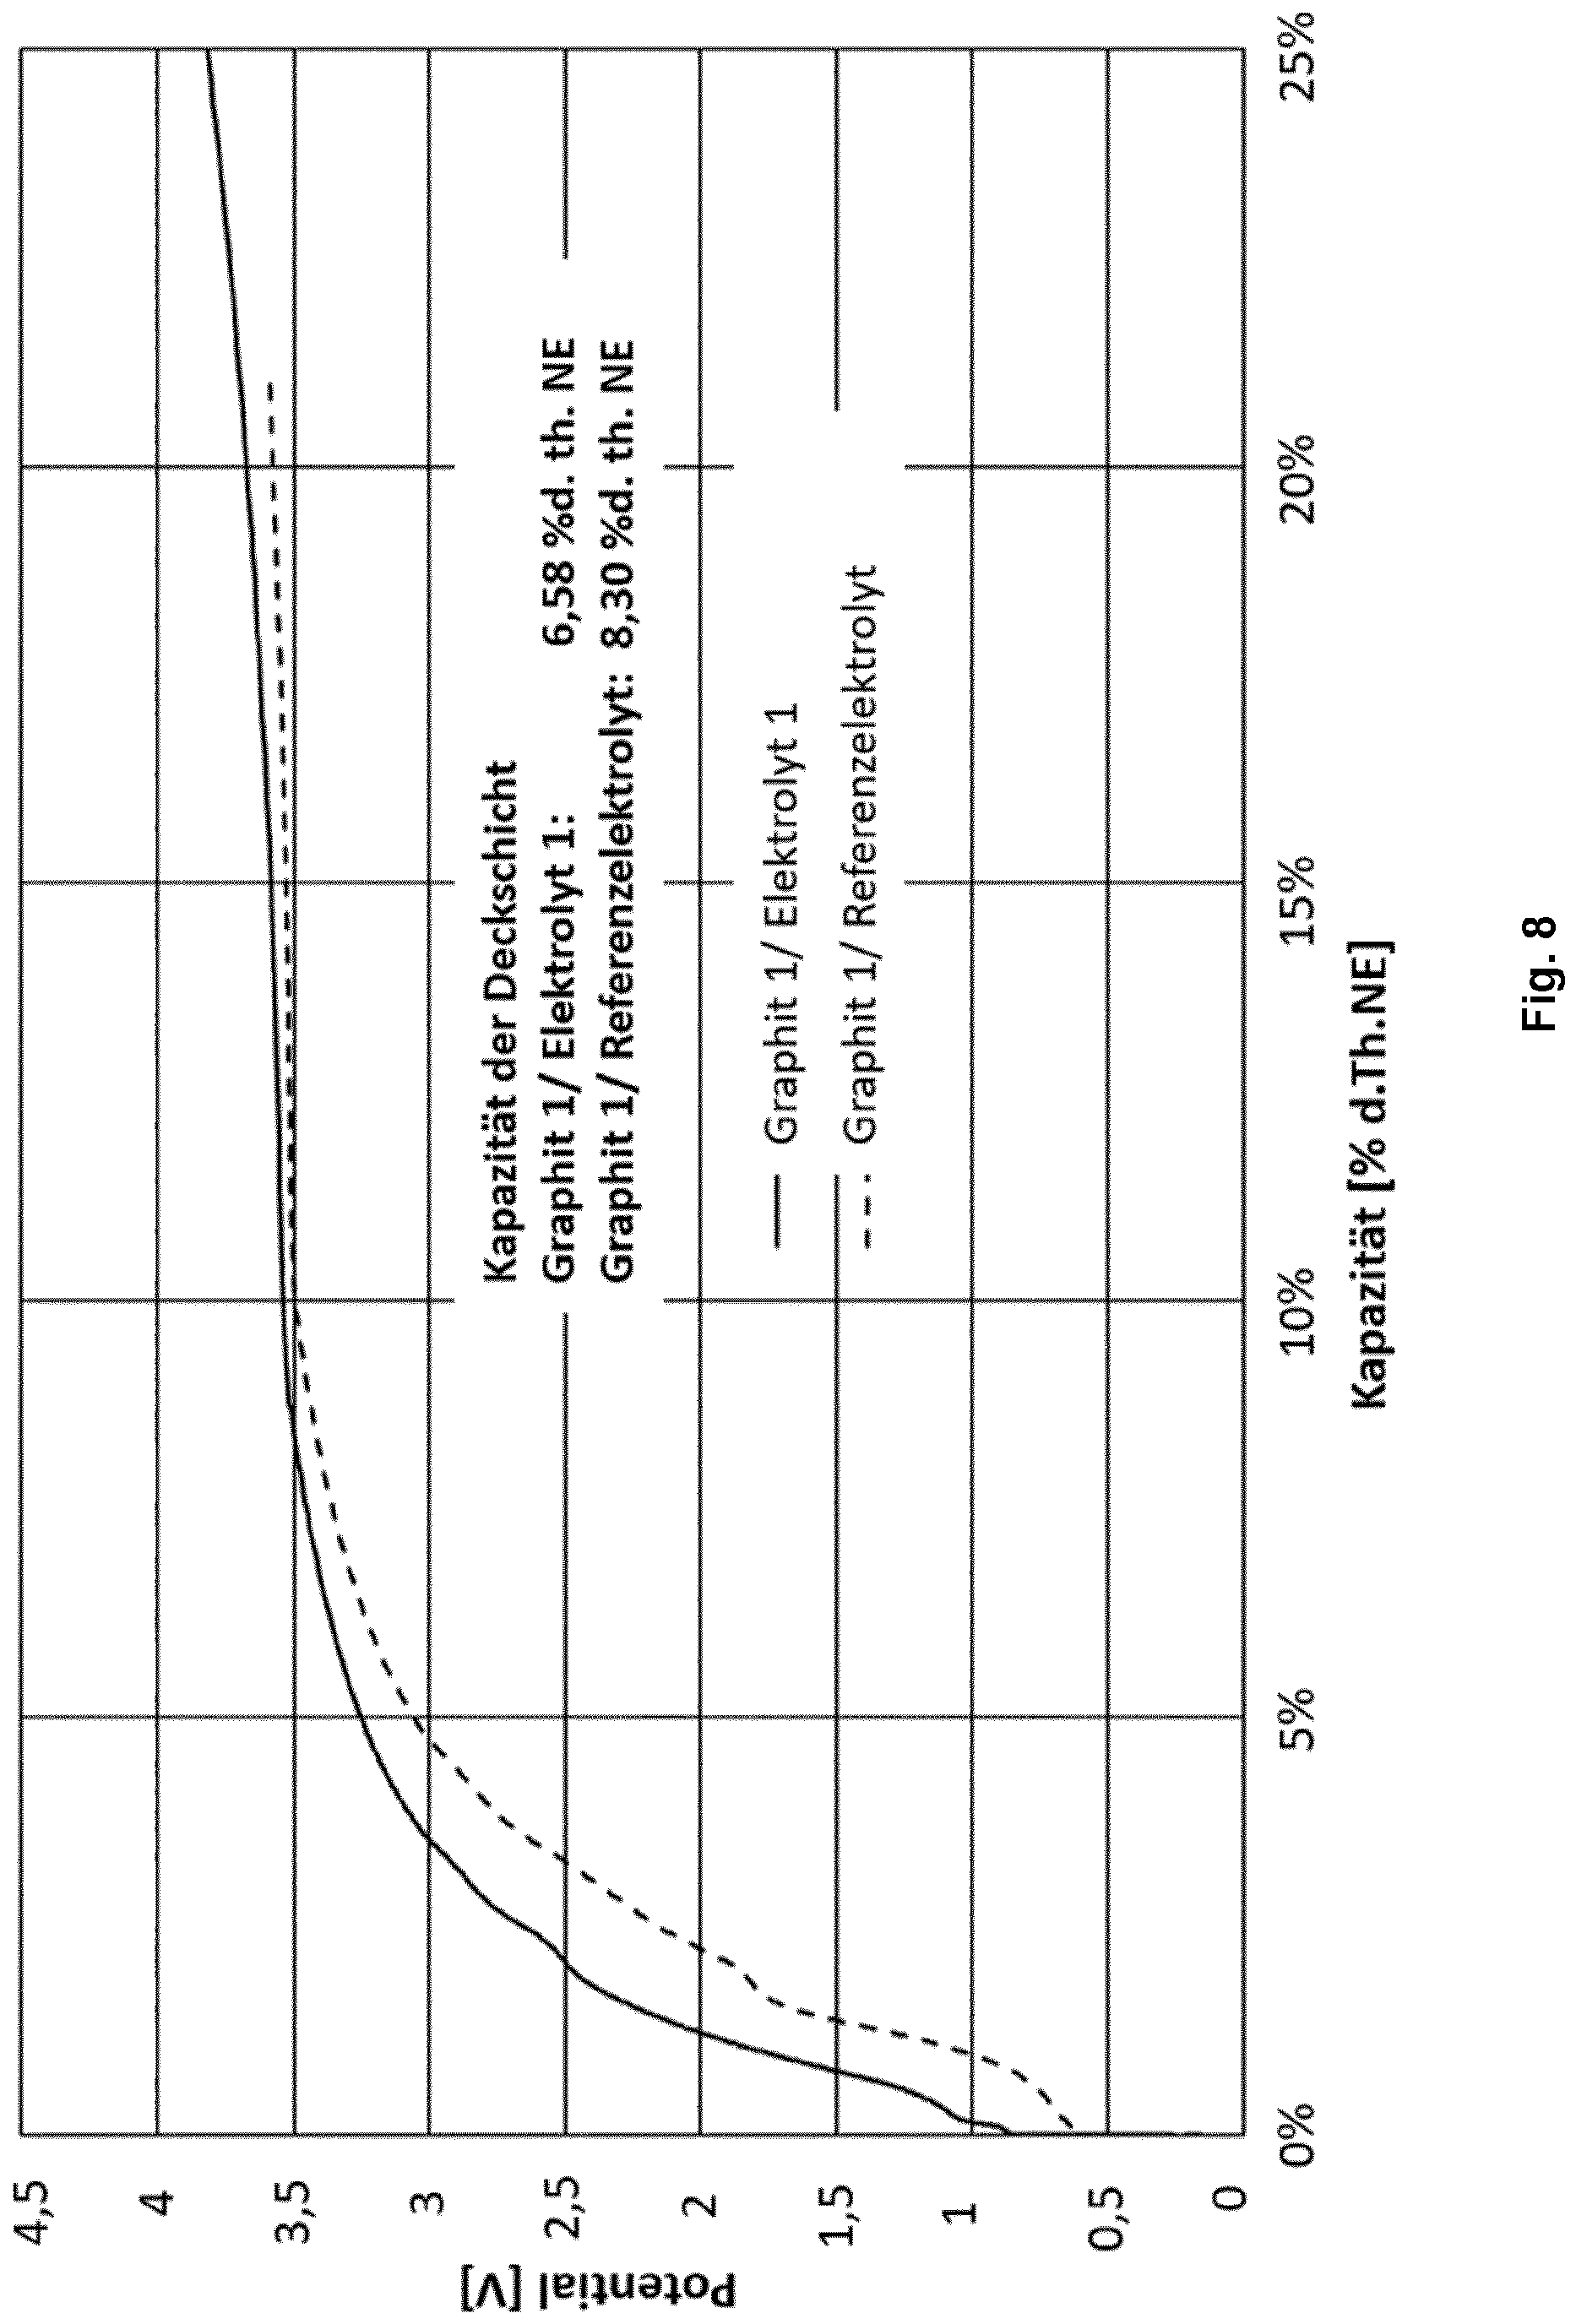 Potential [V]
4,5
4
3,5
3
2,5
2
1,5
1
0,5
0
Kapazität der Deckschicht
Graphit 1/ Elektrolyt 1: 6,58 %d. th. NE
Graphit 1/ Referenzelektrolyt: 8,30 %d. th. NE
Graphit 1/ Elektrolyt 1
Graphit 1/ Referenzelektrolyt
0% 5% 10% 15% 20% 25%
Kapazität [% d.Th.NE]
Fig. 8